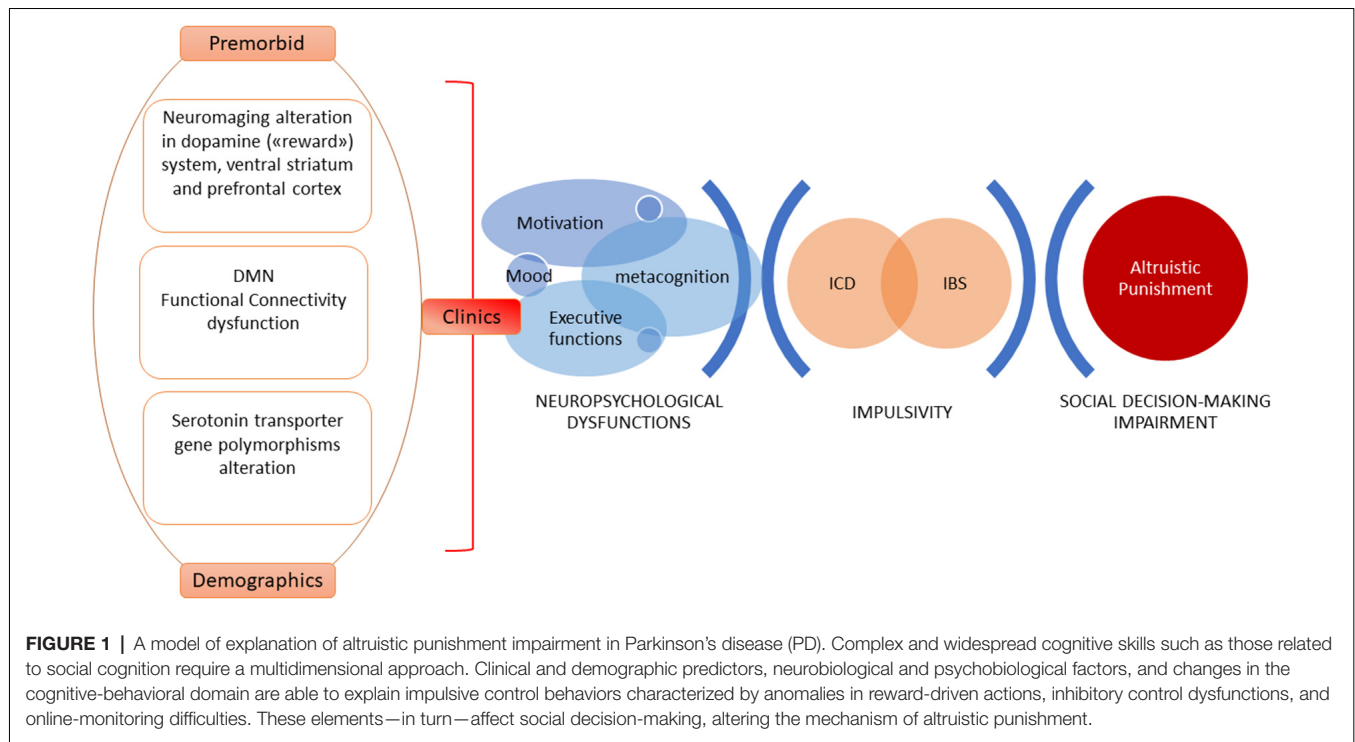 Premorbid
Neuromaging alteration
in dopamine («reward»)
system, ventral striatum
and prefrontal cortex
DMN
Functional Connectivity
dysfunction
Serotonin transporter
gene polymorphisms
alteration
Demographics
Clinics
Motivation
Mood
metacognition
Executive
functions
NEUROPSYCHOLOGICAL
DYSFUNCTIONS
ICD
IBS
IMPULSIVITY
Altruistic
Punishment
SOCIAL DECISION-MAKING
IMPAIRMENT
FIGURE 1 | A model of explanation of altruistic punishment impairment in Parkinson's disease (PD). Complex and widespread cognitive skills such as those related
to social cognition require a multidimensional approach. Clinical and demographic predictors, neurobiological and psychobiological factors, and changes in the
cognitive-behavioral domain are able to explain impulsive control behaviors characterized by anomalies in reward-driven actions, inhibitory control dysfunctions, and
online-monitoring difficulties. These elements—in turn—affect social decision-making, altering the mechanism of altruistic punishment.